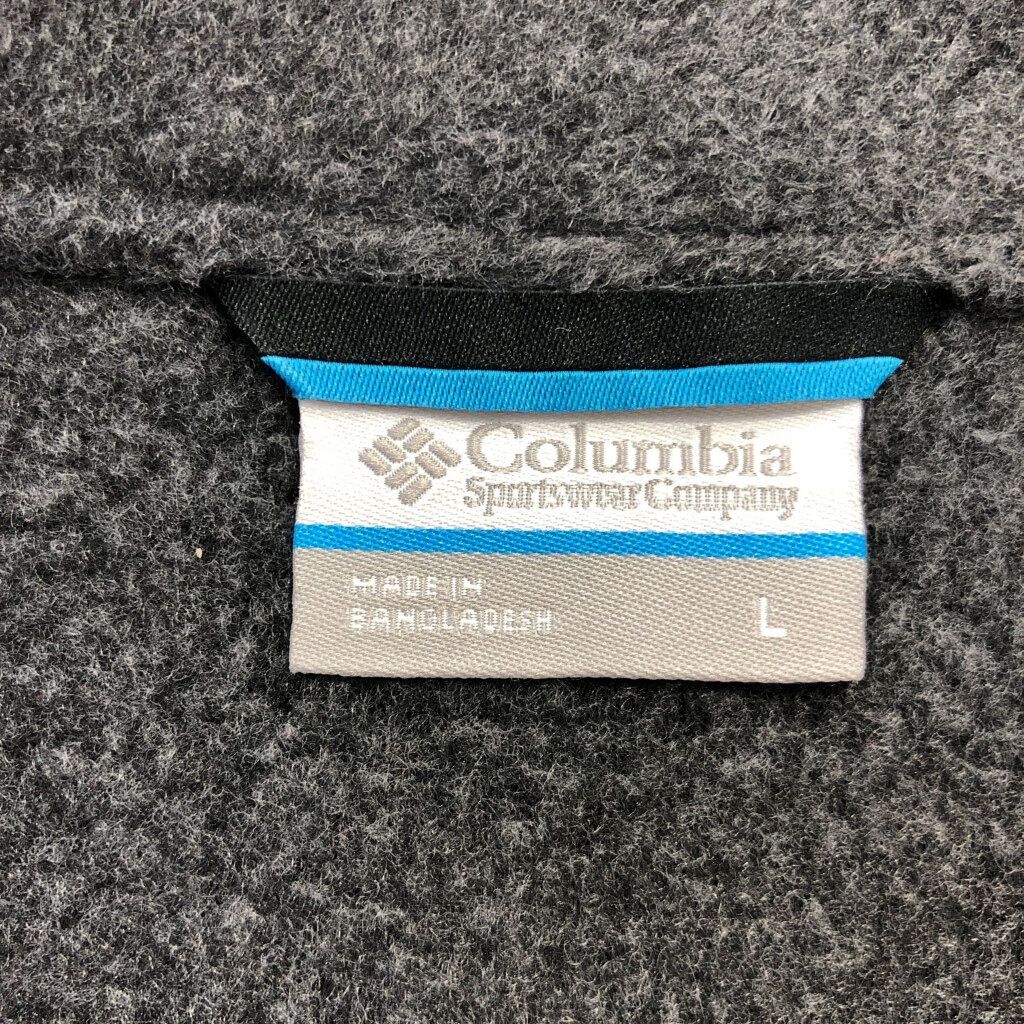 Columbia
Sportswear Company
MADE IN
BANGLADESH
L